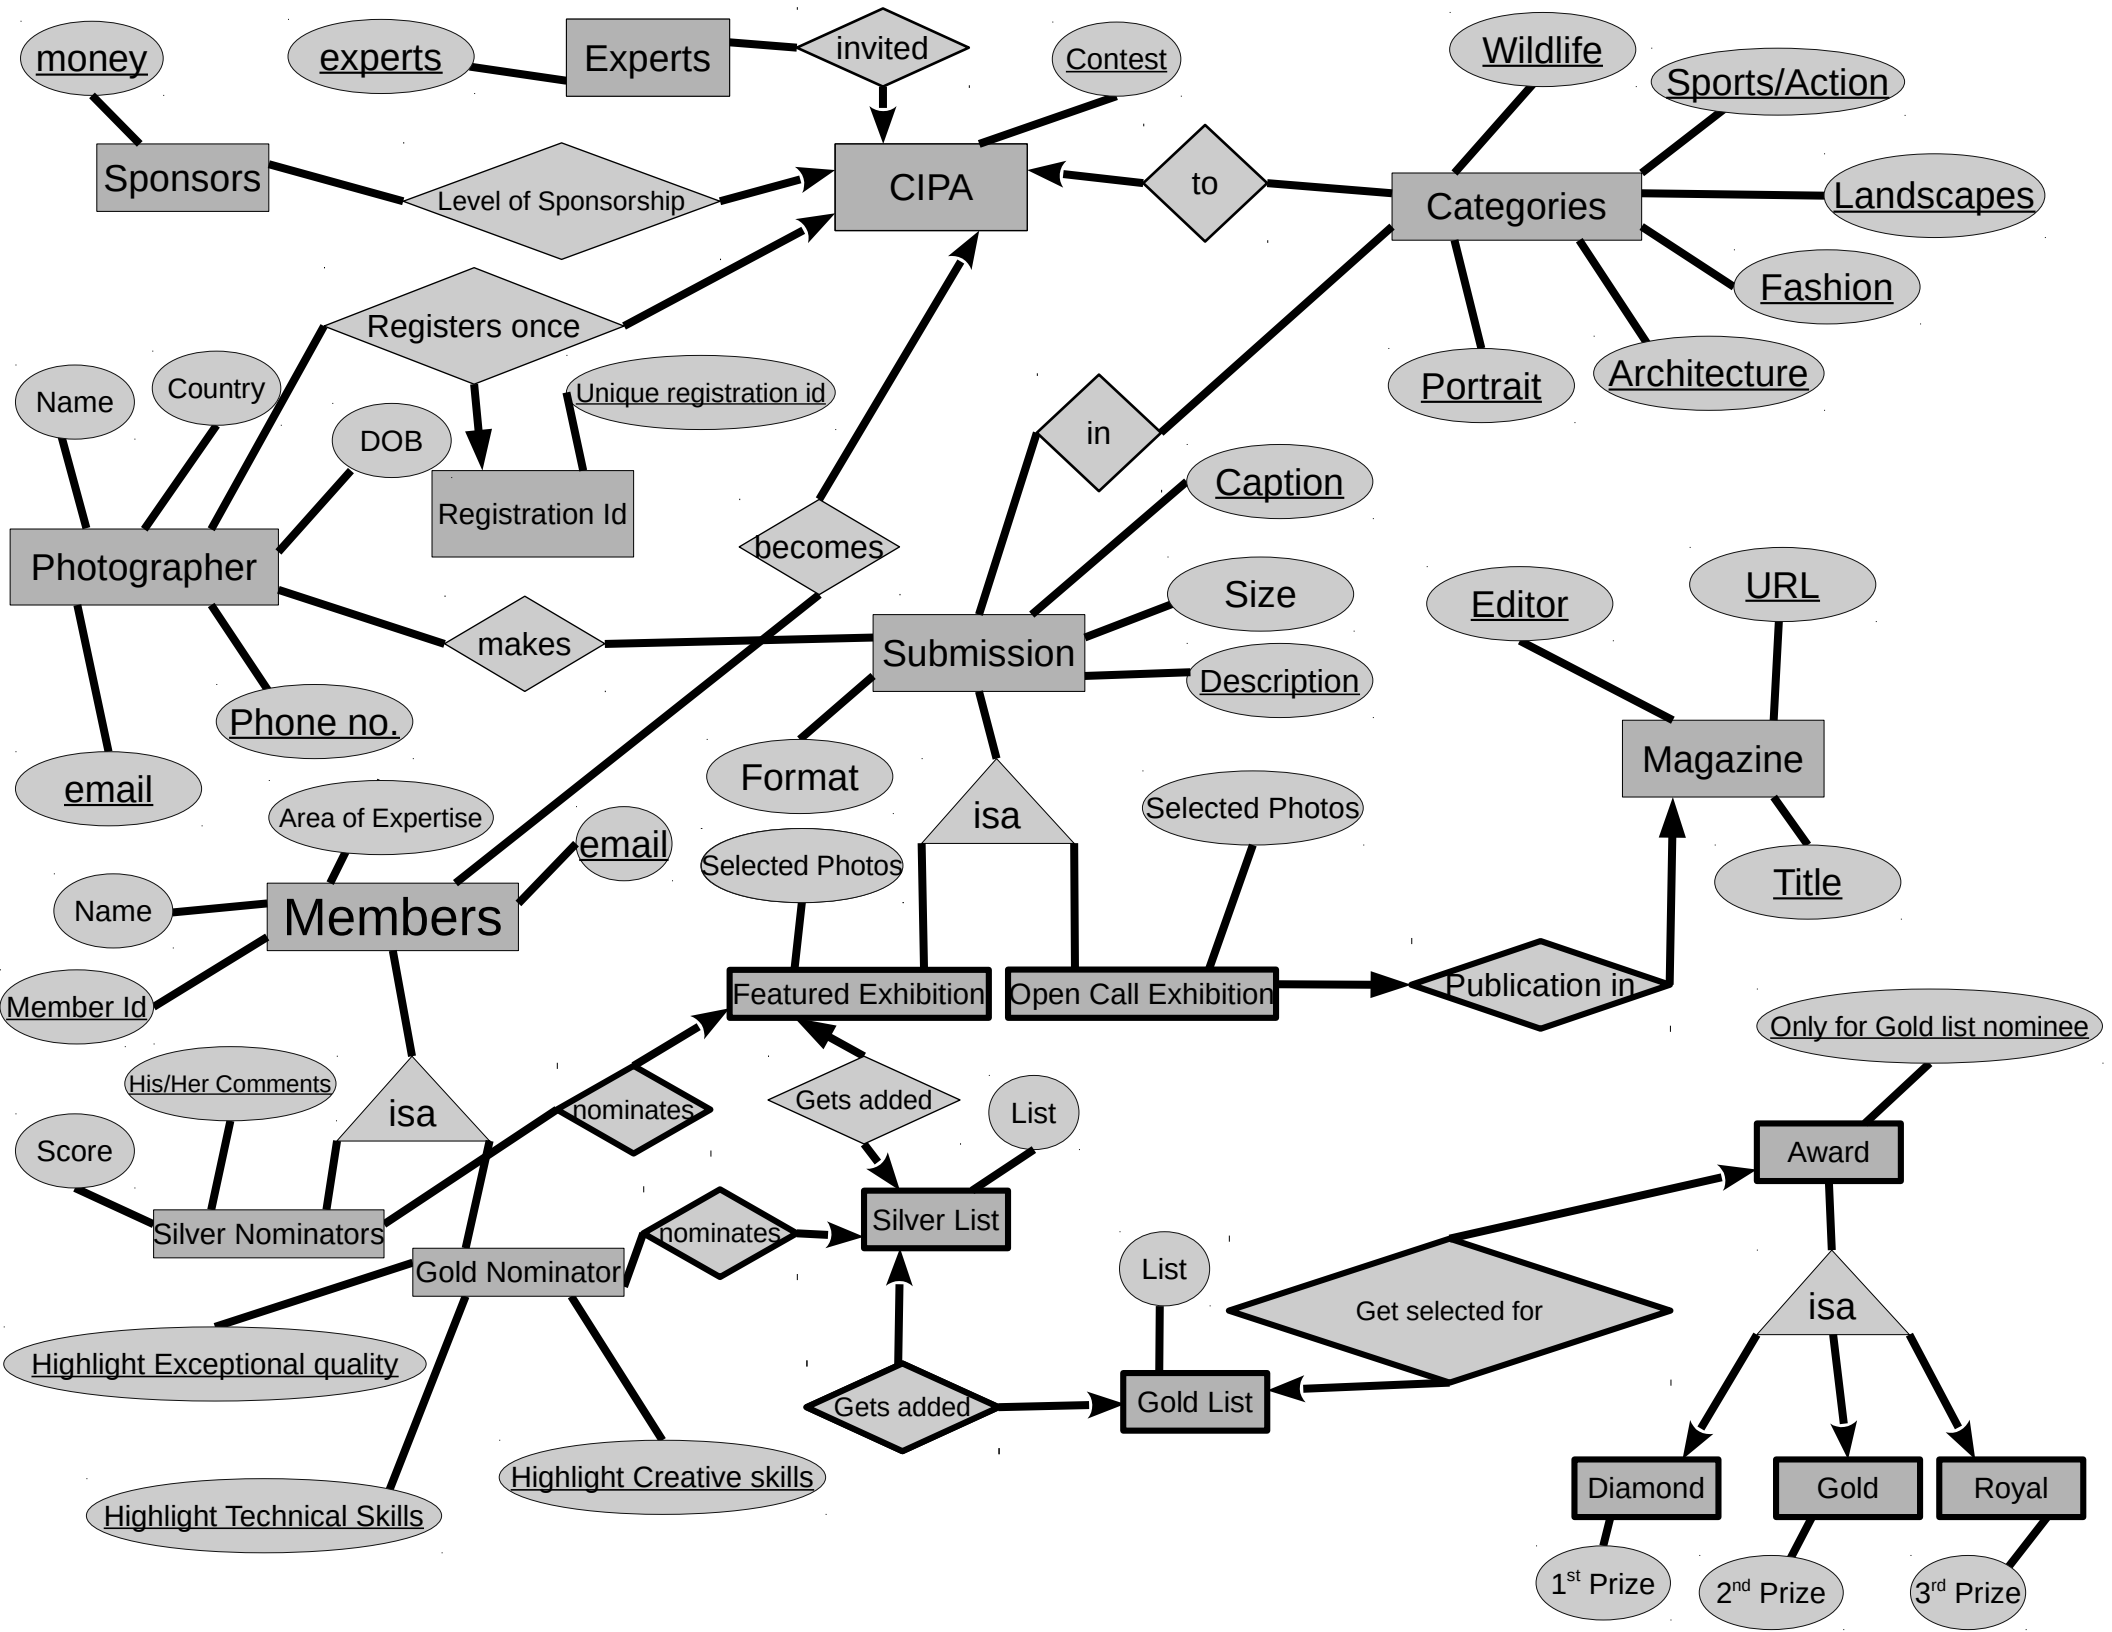 money
experts
Experts
invited
Contest
Wildlife
Sports/Action
Sponsors
Level of Sponsorship
CIPA
to
Categories
Landscapes
Fashion
Registers once
Unique registration id
Portrait
Architecture
Name
Country
DOB
in
Registration Id
Caption
Photographer
becomes
makes
Submission
Size
Description
Editor
URL
Magazine
Phone no.
email
Format
isa
Selected Photos
Area of Expertise
email
Selected Photos
Title
Name
Members
Member Id
Featured Exhibition
Open Call Exhibition
Publication in
Only for Gold list nominee
His/Her Comments
isa
nominates
Gets added
List
Score
Award
Silver Nominators
nominates
Silver List
Gold Nominator
List
Get selected for
isa
Highlight Exceptional quality
Gets added
Gold List
Highlight Creative skills
Highlight Technical Skills
Diamond
Gold
Royal
1st Prize
2nd Prize
3rd Prize